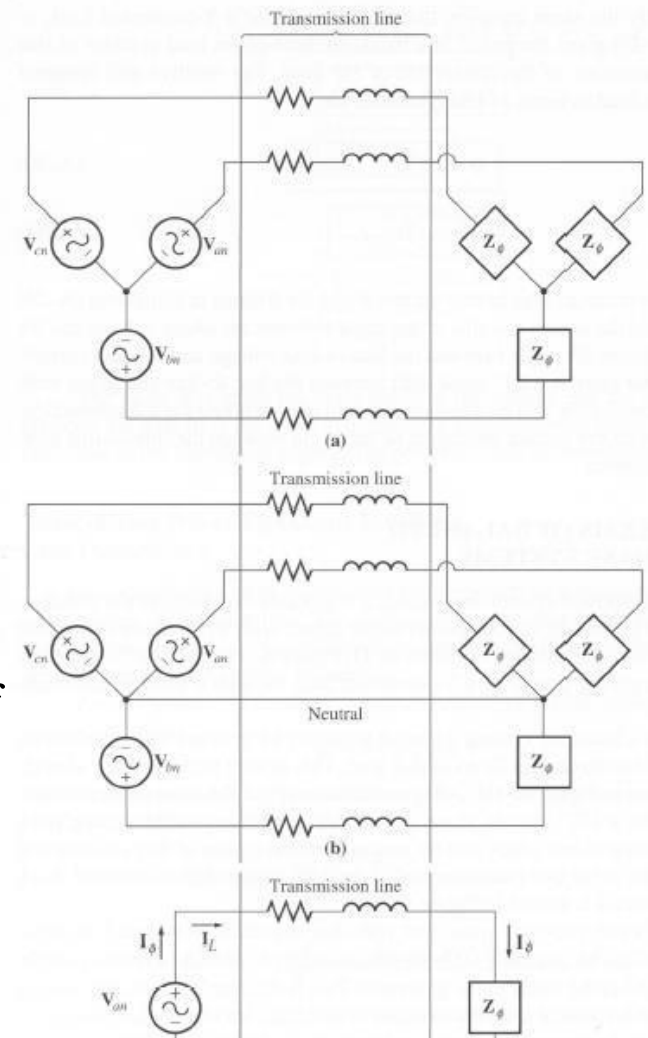 Transmission line
V_cn
V_an
Z_ϕ
Z_ϕ
V_bn
Z_ϕ
(a)
Transmission line
V_cn
V_an
Z_ϕ
Z_ϕ
Neutral
V_bn
Z_ϕ
(b)
Transmission line
I_ϕ
I_L
I_ϕ
V_an
Z_ϕ